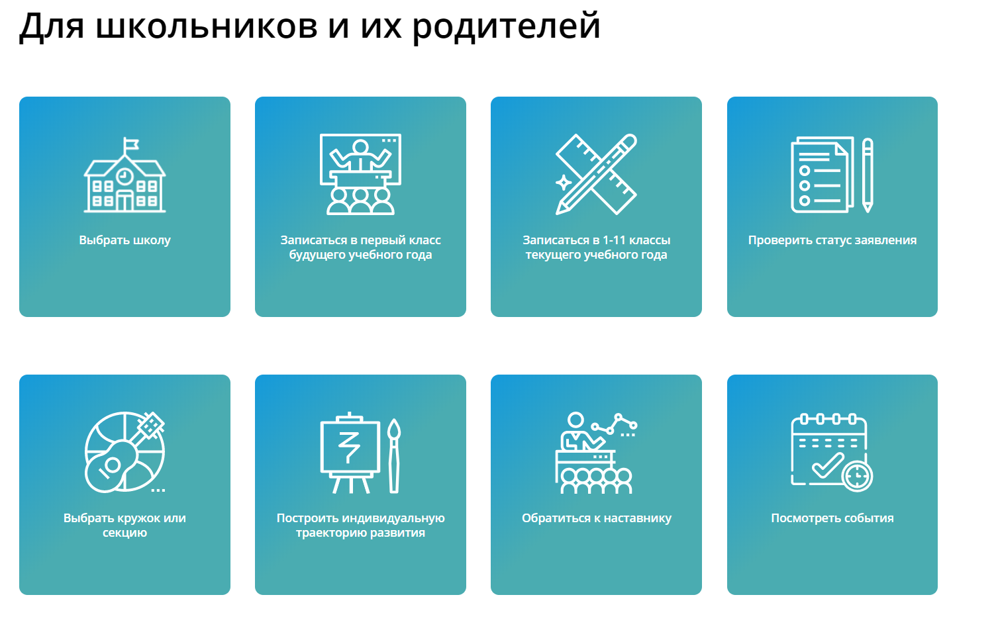 Для школьников и их родителей
Выбрать школу
Записаться в первый класс
будущего учебного года
Записаться в 1-11 классы
текущего учебного года
Проверить статус заявления
Выбрать кружок или
секцию
Построить индивидуальную
траекторию развития
Обратиться к наставнику
Посмотреть события